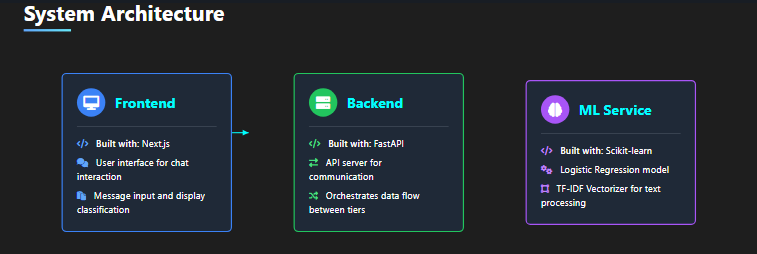 System Architecture
Frontend
Built with: Next.js
User interface for chat
interaction
Message input and display
classification
Backend
Built with: FastAPI
API server for
communication
Orchestrates data flow
between tiers
ML Service
Built with: Scikit-learn
Logistic Regression model
TF-IDF Vectorizer for text
processing